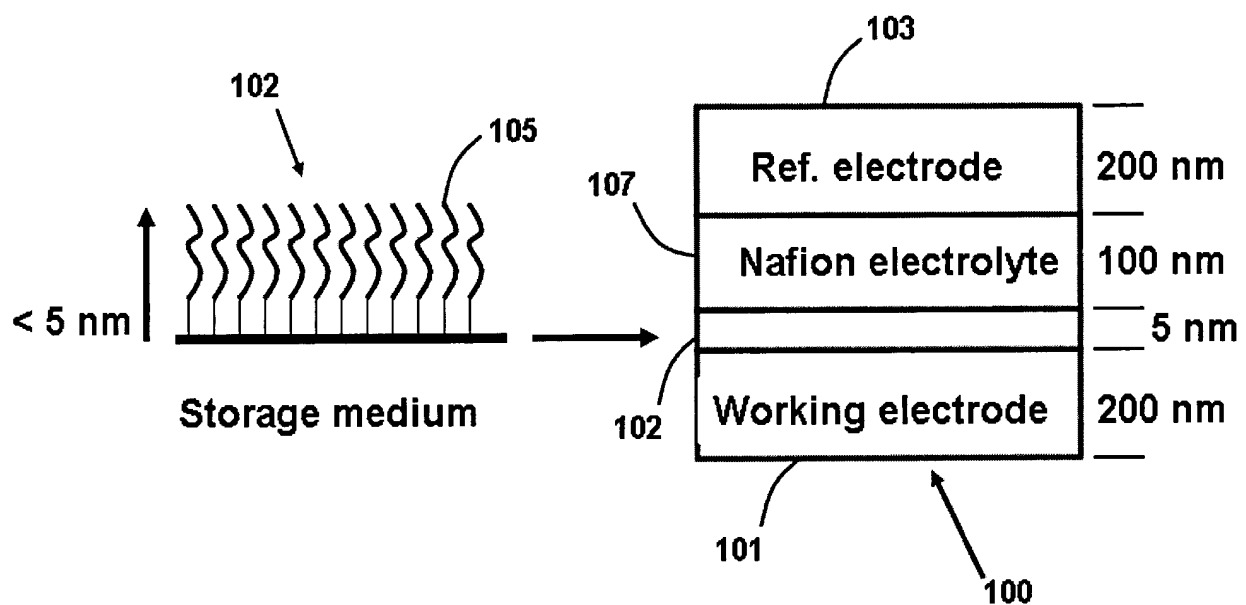 103
102
105
Ref. electrode
200 nm
107
Nafion electrolyte
100 nm
< 5 nm
5 nm
Storage medium
102
Working electrode
200 nm
101
100